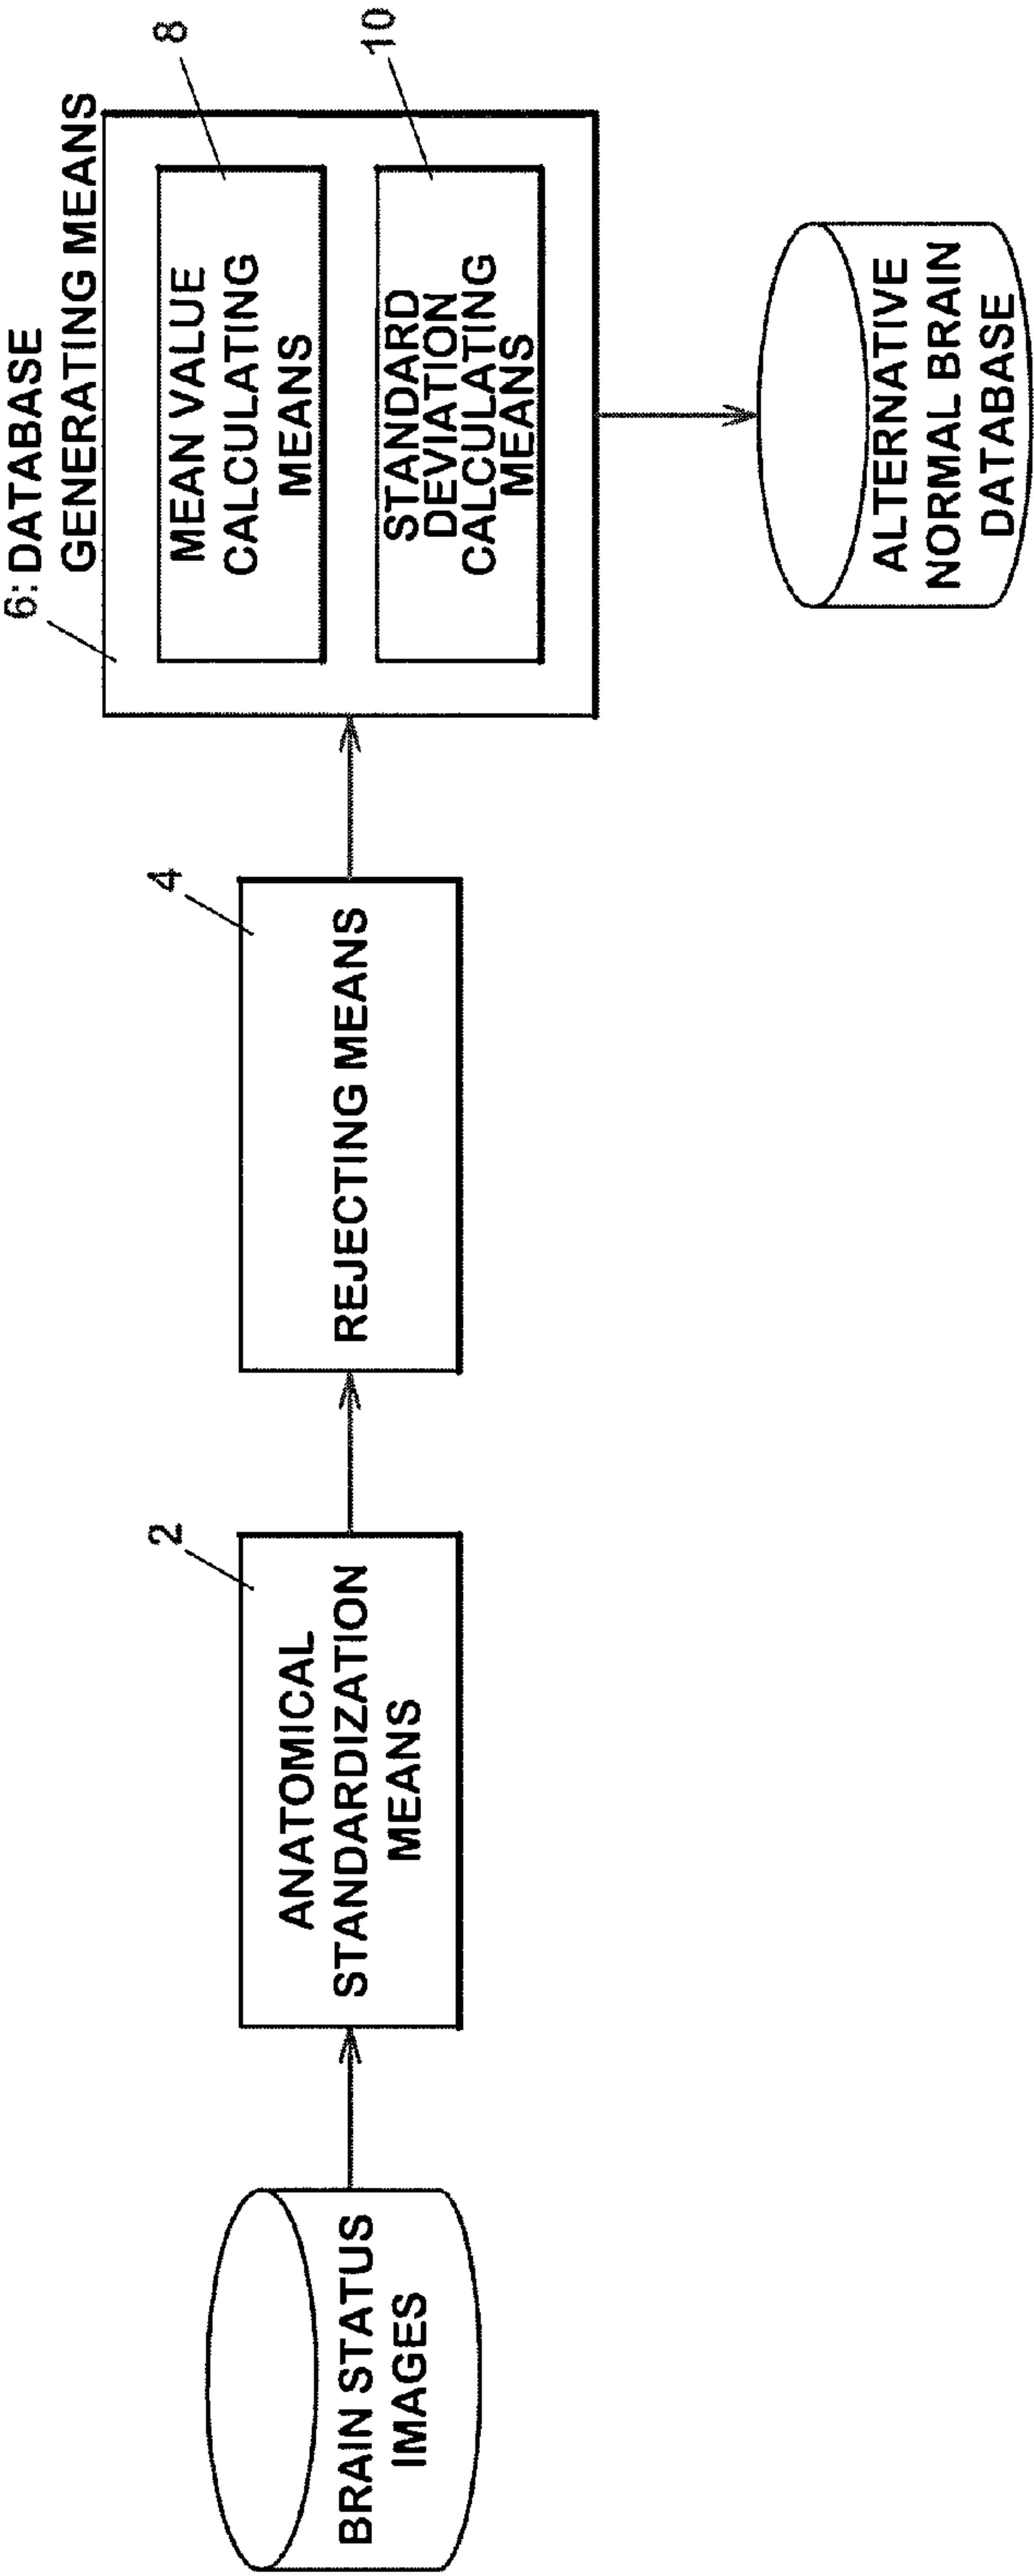 BRAIN STATUS
IMAGES
2
ANATOMICAL
STANDARDIZATION
MEANS
4
REJECTING MEANS
6: DATABASE
GENERATING MEANS
8
MEAN VALUE
CALCULATING
MEANS
10
STANDARD
DEVIATION
CALCULATING
MEANS
ALTERNATIVE
NORMAL BRAIN
DATABASE